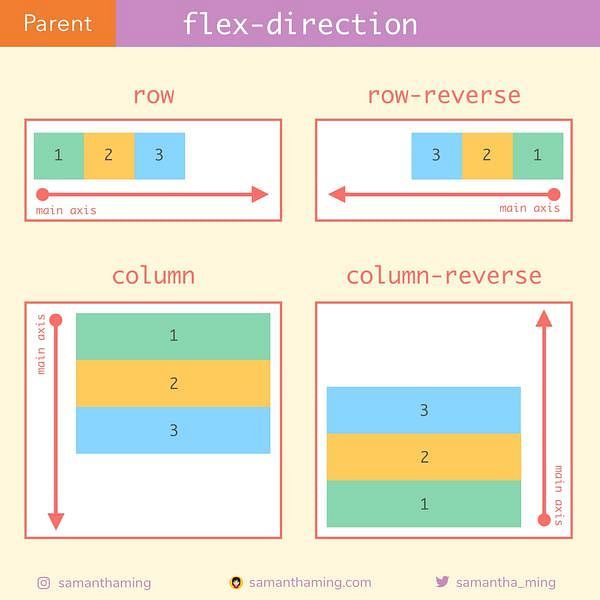 Parent
flex-direction
row
1 2 3
main axis
row-reverse
3 2 1
main axis
column
main axis
1
2
3
column-reverse
3
2
1
main axis
samanthaming
samanthaming.com
samantha_ming